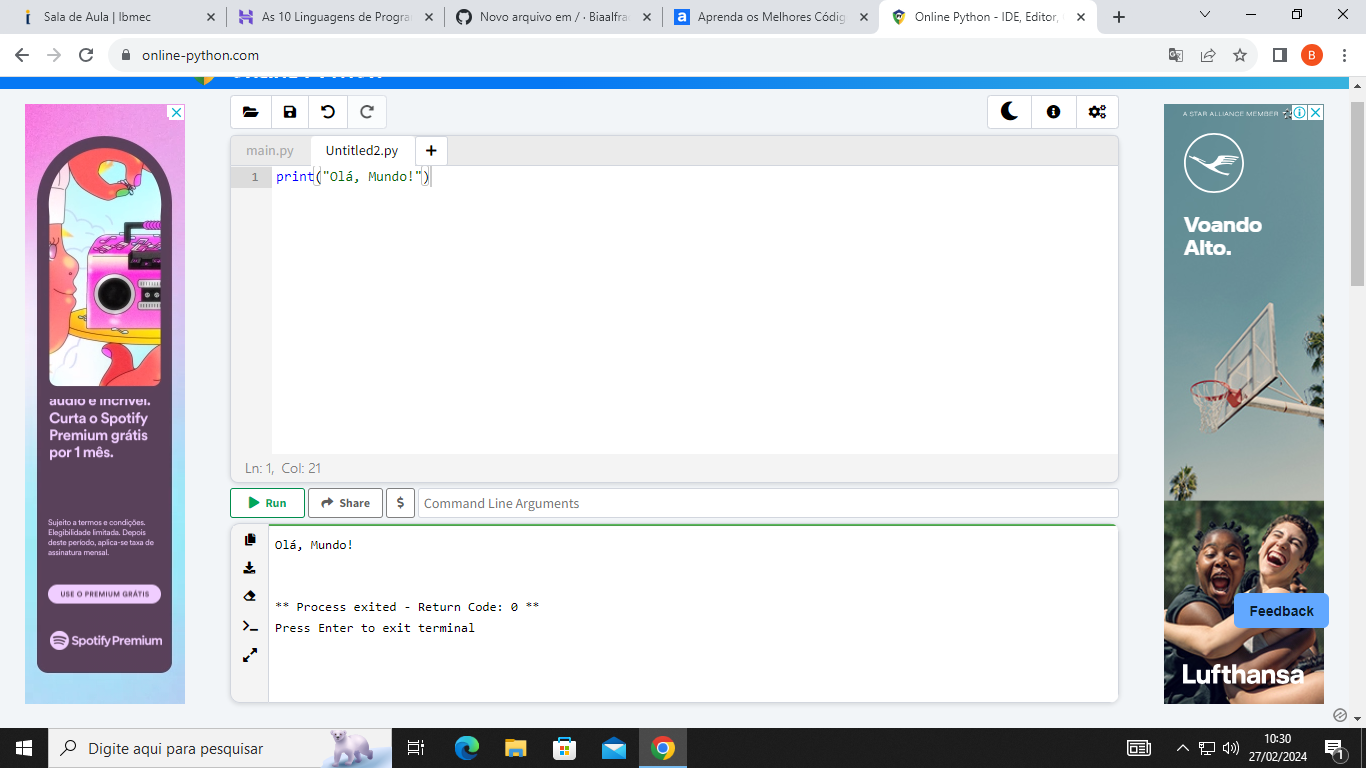 Sala de Aula | Ibmec
As 10 Linguagens de Progra
Novo arquivo em / · Biaalfra
Aprenda os Melhores Códig
Online Python - IDE, Editor,
online-python.com
B
main.py
Untitled2.py
1 print("Olá, Mundo!")
Ln: 1, Col: 21
Run
Share
$
Command Line Arguments
Olá, Mundo!
** Process exited - Return Code: 0 **
Press Enter to exit terminal
áudio e incrível.
Curta o Spotify
Premium grátis
por 1 mês.
Sujeito a termos e condições.
Elegibilidade limitada. Depois
deste período, aplica-se taxa de
assinatura mensal.
USE O PREMIUM GRÁTIS
Spotify Premium
A STAR ALLIANCE MEMBER
Voando
Alto.
Feedback
Lufthansa
Digite aqui para pesquisar
10:30
27/02/2024
1